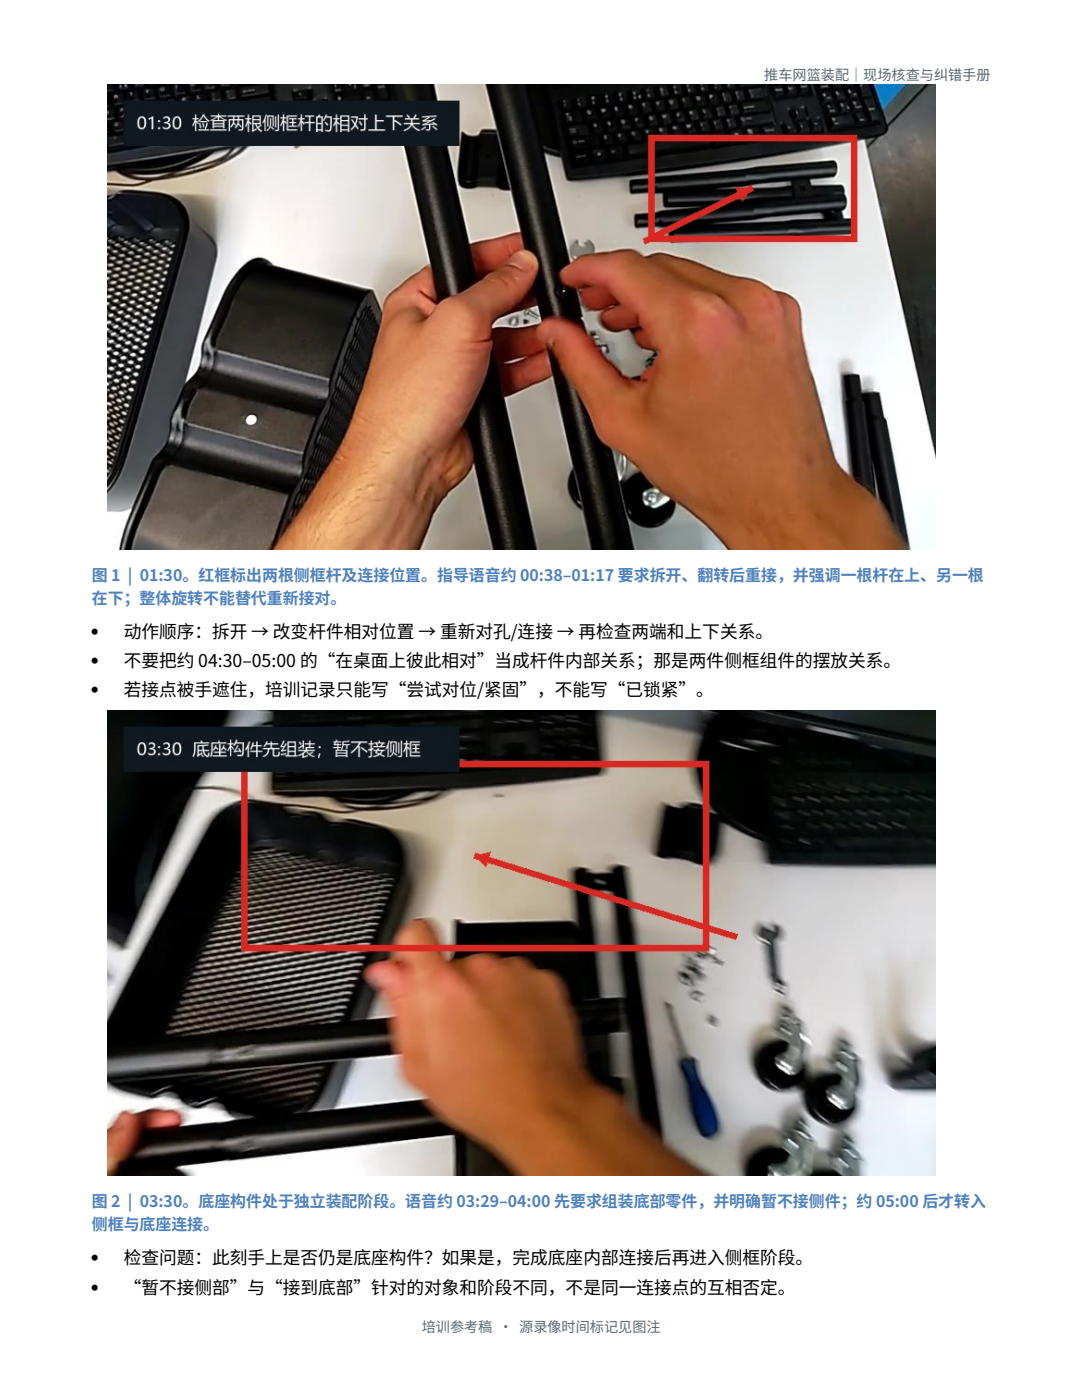 推车网篮装配｜现场核查与纠错手册
01:30 检查两根侧框杆的相对上下关系
图 1｜01:30。红框标出两根侧框杆及连接位置。指导语音约 00:38–01:17 要求拆开、翻转后重接，并强调一根杆在上、另一根
在下；整体旋转不能替代重新接对。
• 动作顺序：拆开 → 改变杆件相对位置 → 重新对孔/连接 → 再检查两端和上下关系。
• 不要把约 04:30–05:00 的“在桌面上彼此相对”当成杆件内部关系；那是两件侧框组件的摆放关系。
• 若接点被手遮住，培训记录只能写“尝试对位/紧固”，不能写“已锁紧”。
03:30 底座构件先组装；暂不接侧框
图 2｜03:30。底座构件处于独立装配阶段。语音约 03:29–04:00 先要求组装底部零件，并明确暂不接侧件；约 05:00 后才转入
侧框与底座连接。
• 检查问题：此刻手上是否仍是底座构件？如果是，完成底座内部连接后再进入侧框阶段。
• “暂不接侧部”与“接到底部”针对的对象和阶段不同，不是同一连接点的互相否定。
培训参考稿 · 源录像时间标记见图注